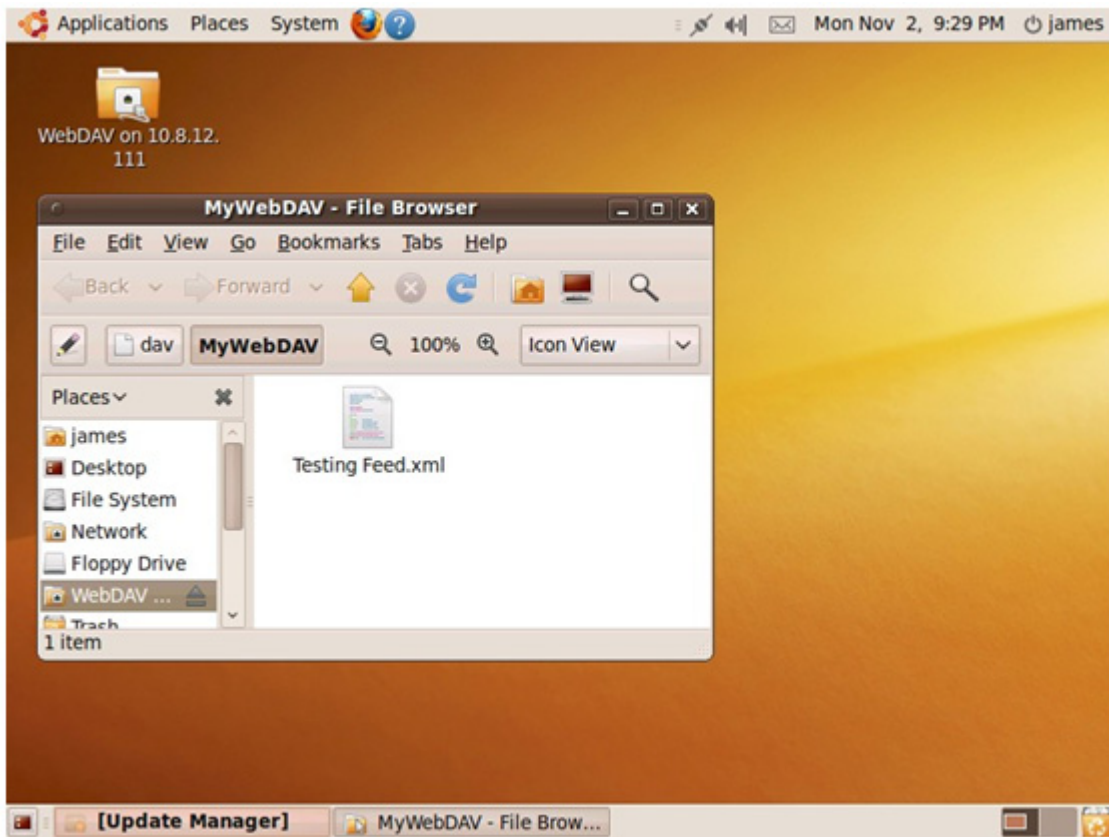 Applications Places System Mon Nov 2, 9:29 PM james
WebDAV on 10.8.12.
111
MyWebDAV - File Browser
File Edit View Go Bookmarks Tabs Help
Back Forward
dav MyWebDAV 100% Icon View
Places
james
Desktop
File System
Network
Floppy Drive
WebDAV ...
Trash
Testing Feed.xml
1 item
[Update Manager] MyWebDAV - File Brow...